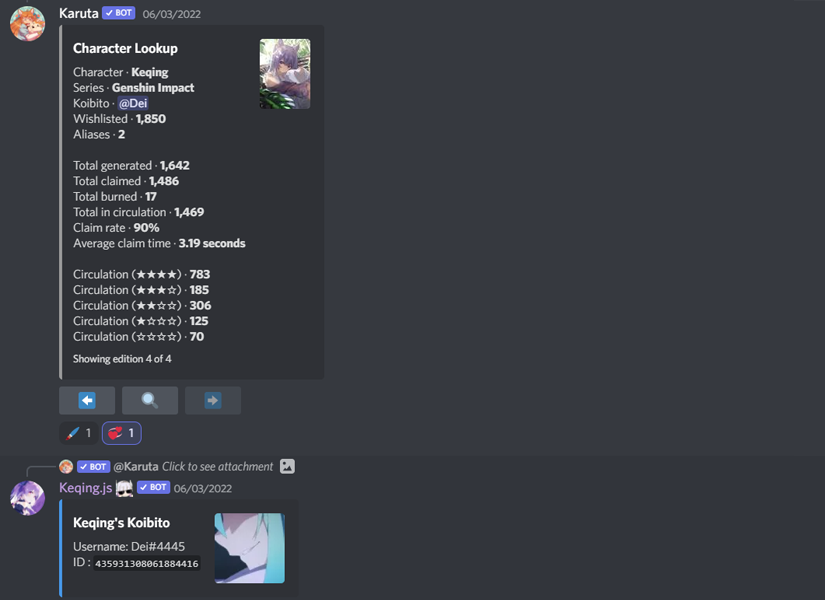 Karuta ✓ BOT 06/03/2022
Character Lookup
Character · Keqing
Series · Genshin Impact
Koibito · @Dei
Wishlisted · 1,850
Aliases · 2
Total generated · 1,642
Total claimed · 1,486
Total burned · 17
Total in circulation · 1,469
Claim rate · 90%
Average claim time · 3.19 seconds
Circulation (★★★★) · 783
Circulation (★★★☆) · 185
Circulation (★★☆☆) · 306
Circulation (★☆☆☆) · 125
Circulation (☆☆☆☆) · 70
Showing edition 4 of 4
1 1
✓ BOT @Karuta Click to see attachment
Keqing.js ✓ BOT 06/03/2022
Keqing's Koibito
Username: Dei#4445
ID : 435931308061884416